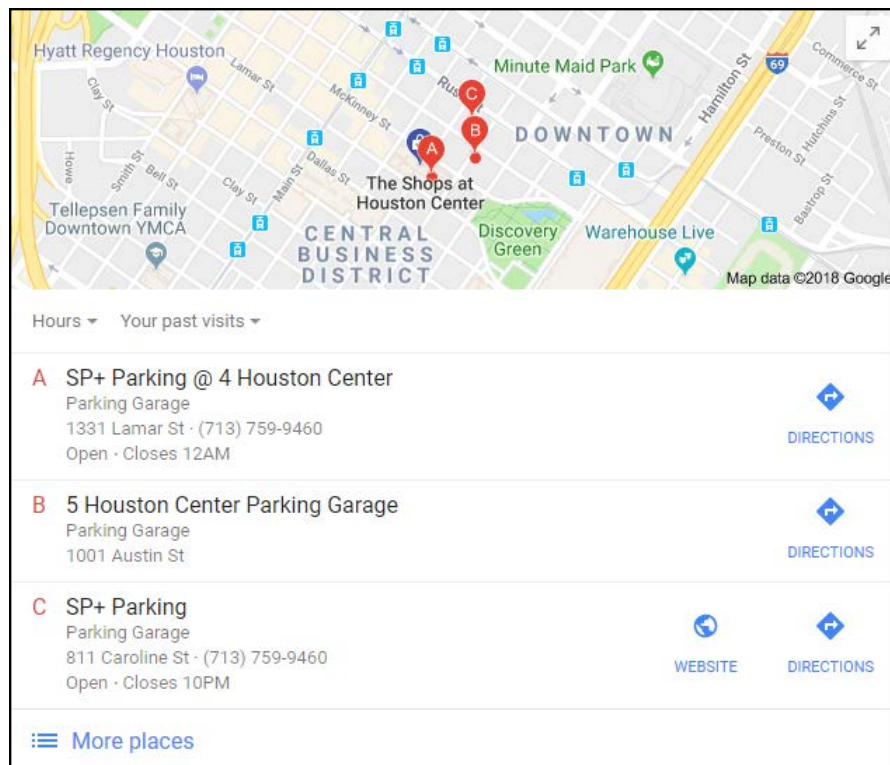 Hyatt Regency Houston
Clay St
Lamar St
McKinney St
Rus
Minute Maid Park
69
Commerce St
Hamilton St
C
B
A
DOWNTOWN
Preston St
Hutchins St
Howe
Smith St
Bell St
Clay St
Main St
Dallas St
The Shops at
Houston Center
Bastrop St
Tellepsen Family
Downtown YMCA
CENTRAL
BUSINESS
DISTRICT
Discovery
Green
Warehouse Live
Map data ©2018 Google
Hours
Your past visits
A SP+ Parking @ 4 Houston Center
Parking Garage
1331 Lamar St · (713) 759-9460
Open · Closes 12AM
DIRECTIONS
B 5 Houston Center Parking Garage
Parking Garage
1001 Austin St
DIRECTIONS
C SP+ Parking
Parking Garage
811 Caroline St · (713) 759-9460
Open · Closes 10PM
WEBSITE
DIRECTIONS
More places